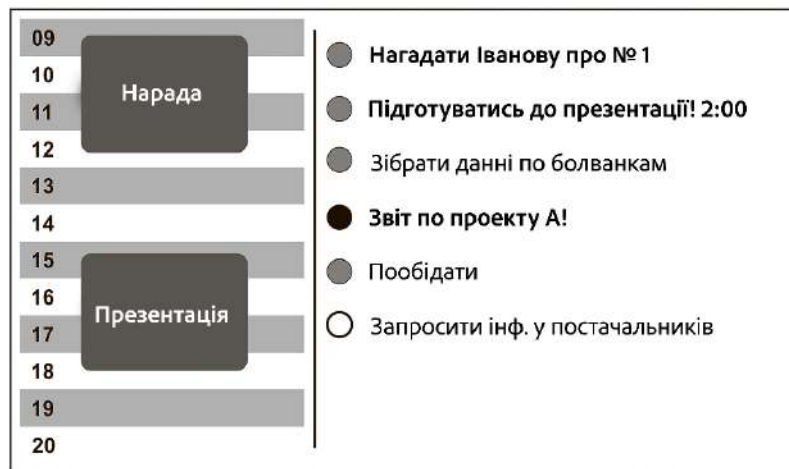 09
10
Нарада
11
12
13
14
15
16
Презентація
17
18
19
20
Нагадати Іванову про № 1
Підготуватись до презентації! 2:00
Зібрати данні по болванкам
Звіт по проекту А!
Пообідати
Запросити інф. у постачальників